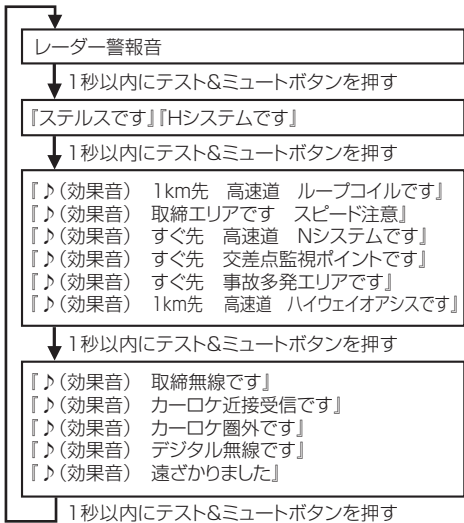 レーダー警報音
1秒以内にテスト&ミュートボタンを押す
『ステルスです』『Hシステムです』
1秒以内にテスト&ミュートボタンを押す
『♪(効果音) 1km先 高速道 ループコイルです』
『♪(効果音) 取締エリアです スピード注意』
『♪(効果音) すぐ先 高速道 Nシステムです』
『♪(効果音) すぐ先 交差点監視ポイントです』
『♪(効果音) すぐ先 事故多発エリアです』
『♪(効果音) 1km先 高速道 ハイウェイオアシスです』
1秒以内にテスト&ミュートボタンを押す
『♪(効果音) 取締無線です』
『♪(効果音) カーロケ近接受信です』
『♪(効果音) カーロケ圏外です』
『♪(効果音) デジタル無線です』
『♪(効果音) 遠ざかりました』
1秒以内にテスト&ミュートボタンを押す